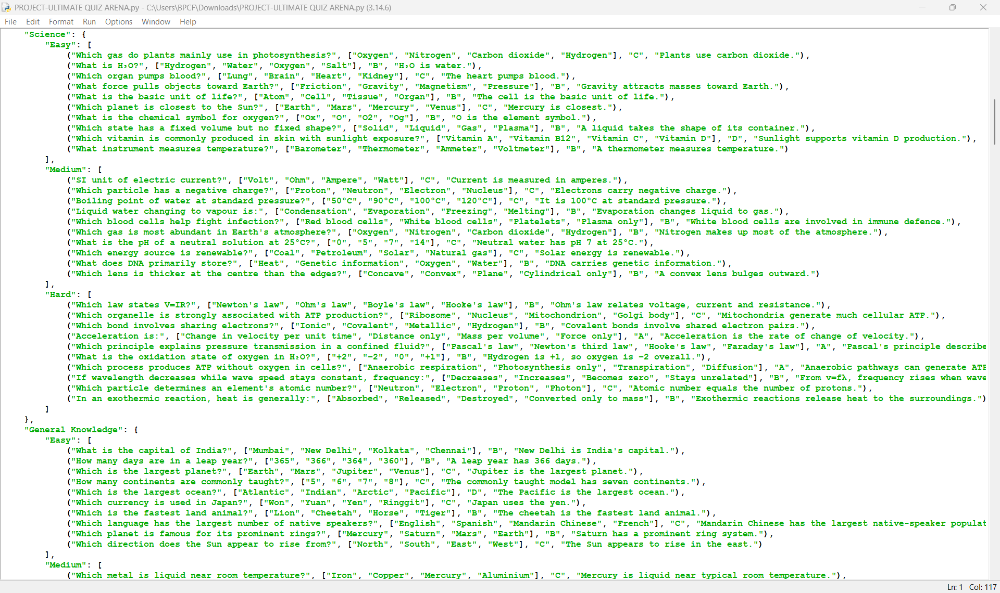 PROJECT-ULTIMATE QUIZ ARENA.py - C:\Users\BPCF\Downloads\PROJECT-ULTIMATE QUIZ ARENA.py (3.14.6)
File Edit Format Run Options Window Help
"Science": {
"Easy": [
("Which gas do plants mainly use in photosynthesis?", ["Oxygen", "Nitrogen", "Carbon dioxide", "Hydrogen"], "C", "Plants use carbon dioxide."),
("What is H₂O?", ["Hydrogen", "Water", "Oxygen", "Salt"], "B", "H₂O is water."),
("Which organ pumps blood?", ["Lung", "Brain", "Heart", "Kidney"], "C", "The heart pumps blood."),
("What force pulls objects toward Earth?", ["Friction", "Gravity", "Magnetism", "Pressure"], "B", "Gravity attracts masses toward Earth."),
("What is the basic unit of life?", ["Atom", "Cell", "Tissue", "Organ"], "B", "The cell is the basic unit of life."),
("Which planet is closest to the Sun?", ["Earth", "Mars", "Mercury", "Venus"], "C", "Mercury is closest."),
("What is the chemical symbol for oxygen?", ["Ox", "O", "O2", "Og"], "B", "O is the element symbol."),
("Which state has a fixed volume but no fixed shape?", ["Solid", "Liquid", "Gas", "Plasma"], "B", "A liquid takes the shape of its container."),
("Which vitamin is commonly produced in skin with sunlight exposure?", ["Vitamin A", "Vitamin B12", "Vitamin C", "Vitamin D"], "D", "Sunlight supports vitamin D production."),
("What instrument measures temperature?", ["Barometer", "Thermometer", "Ammeter", "Voltmeter"], "B", "A thermometer measures temperature.")
],
"Medium": [
("SI unit of electric current?", ["Volt", "Ohm", "Ampere", "Watt"], "C", "Current is measured in amperes."),
("Which particle has a negative charge?", ["Proton", "Neutron", "Electron", "Nucleus"], "C", "Electrons carry negative charge."),
("Boiling point of water at standard pressure?", ["50°C", "90°C", "100°C", "120°C"], "C", "It is 100°C at standard pressure."),
("Liquid water changing to vapour is:", ["Condensation", "Evaporation", "Freezing", "Melting"], "B", "Evaporation changes liquid to gas."),
("Which blood cells help fight infection?", ["Red blood cells", "White blood cells", "Platelets", "Plasma only"], "B", "White blood cells are involved in immune defence."),
("Which gas is most abundant in Earth's atmosphere?", ["Oxygen", "Nitrogen", "Carbon dioxide", "Hydrogen"], "B", "Nitrogen makes up most of the atmosphere."),
("What is the pH of a neutral solution at 25°C?", ["0", "5", "7", "14"], "C", "Neutral water has pH 7 at 25°C."),
("Which energy source is renewable?", ["Coal", "Petroleum", "Solar", "Natural gas"], "C", "Solar energy is renewable."),
("What does DNA primarily store?", ["Heat", "Genetic information", "Oxygen", "Water"], "B", "DNA carries genetic information."),
("Which lens is thicker at the centre than the edges?", ["Concave", "Convex", "Plane", "Cylindrical only"], "B", "A convex lens bulges outward.")
],
"Hard": [
("Which law states V=IR?", ["Newton's law", "Ohm's law", "Boyle's law", "Hooke's law"], "B", "Ohm's law relates voltage, current and resistance."),
("Which organelle is strongly associated with ATP production?", ["Ribosome", "Nucleus", "Mitochondrion", "Golgi body"], "C", "Mitochondria generate much cellular ATP."),
("Which bond involves sharing electrons?", ["Ionic", "Covalent", "Metallic", "Hydrogen"], "B", "Covalent bonds involve shared electron pairs."),
("Acceleration is:", ["Change in velocity per unit time", "Distance only", "Mass per volume", "Force only"], "A", "Acceleration is the rate of change of velocity."),
("Which principle explains pressure transmission in a confined fluid?", ["Pascal's law", "Newton's third law", "Hooke's law", "Faraday's law"], "A", "Pascal's principle describe
("What is the oxidation state of oxygen in H₂O?", ["+2", "-2", "0", "+1"], "B", "Hydrogen is +1, so oxygen is -2 overall."),
("Which process produces ATP without oxygen in cells?", ["Anaerobic respiration", "Photosynthesis only", "Transpiration", "Diffusion"], "A", "Anaerobic pathways can generate ATP
("If wavelength decreases while wave speed stays constant, frequency:", ["Decreases", "Increases", "Becomes zero", "Stays unrelated"], "B", "From v=fλ, frequency rises when wave
("Which particle determines an element's atomic number?", ["Neutron", "Electron", "Proton", "Photon"], "C", "Atomic number equals the number of protons."),
("In an exothermic reaction, heat is generally:", ["Absorbed", "Released", "Destroyed", "Converted only to mass"], "B", "Exothermic reactions release heat to the surroundings.")
]
},
"General Knowledge": {
"Easy": [
("What is the capital of India?", ["Mumbai", "New Delhi", "Kolkata", "Chennai"], "B", "New Delhi is India's capital."),
("How many days are in a leap year?", ["365", "366", "364", "360"], "B", "A leap year has 366 days."),
("Which is the largest planet?", ["Earth", "Mars", "Jupiter", "Venus"], "C", "Jupiter is the largest planet."),
("How many continents are commonly taught?", ["5", "6", "7", "8"], "C", "The commonly taught model has seven continents."),
("Which is the largest ocean?", ["Atlantic", "Indian", "Arctic", "Pacific"], "D", "The Pacific is the largest ocean."),
("Which currency is used in Japan?", ["Won", "Yuan", "Yen", "Ringgit"], "C", "Japan uses the yen."),
("Which is the fastest land animal?", ["Lion", "Cheetah", "Horse", "Tiger"], "B", "The cheetah is the fastest land animal."),
("Which language has the largest number of native speakers?", ["English", "Spanish", "Mandarin Chinese", "French"], "C", "Mandarin Chinese has the largest native-speaker populat
("Which planet is famous for its prominent rings?", ["Mercury", "Saturn", "Mars", "Earth"], "B", "Saturn has a prominent ring system."),
("Which direction does the Sun appear to rise from?", ["North", "South", "East", "West"], "C", "The Sun appears to rise in the east.")
],
"Medium": [
("Which metal is liquid near room temperature?", ["Iron", "Copper", "Mercury", "Aluminium"], "C", "Mercury is liquid near typical room temperature."),
Ln: 1 Col: 117